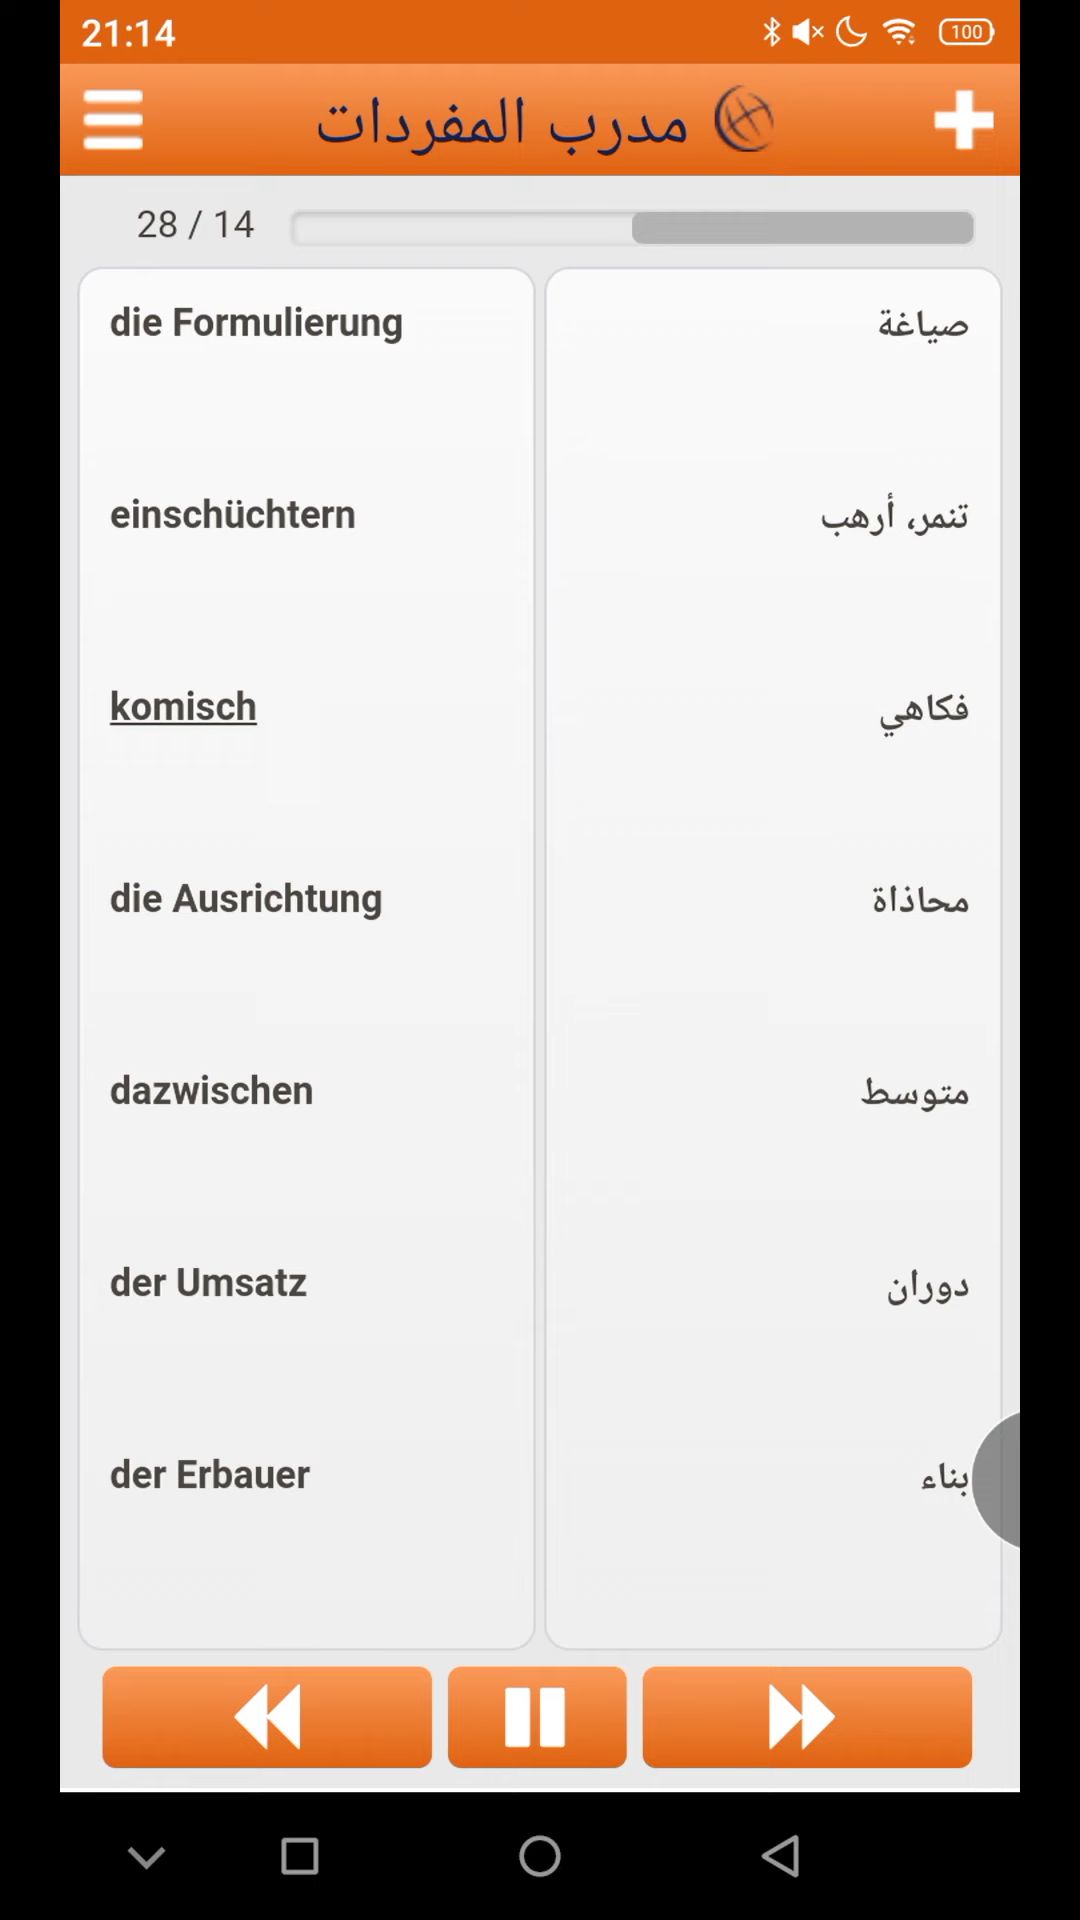 21:14
100
مدرب المفردات
28 / 14
die Formulierung
صياغة
einschüchtern
تنمر، أرهب
komisch
فكاهي
die Ausrichtung
محاذاة
dazwischen
متوسط
der Umsatz
دوران
der Erbauer
بناء